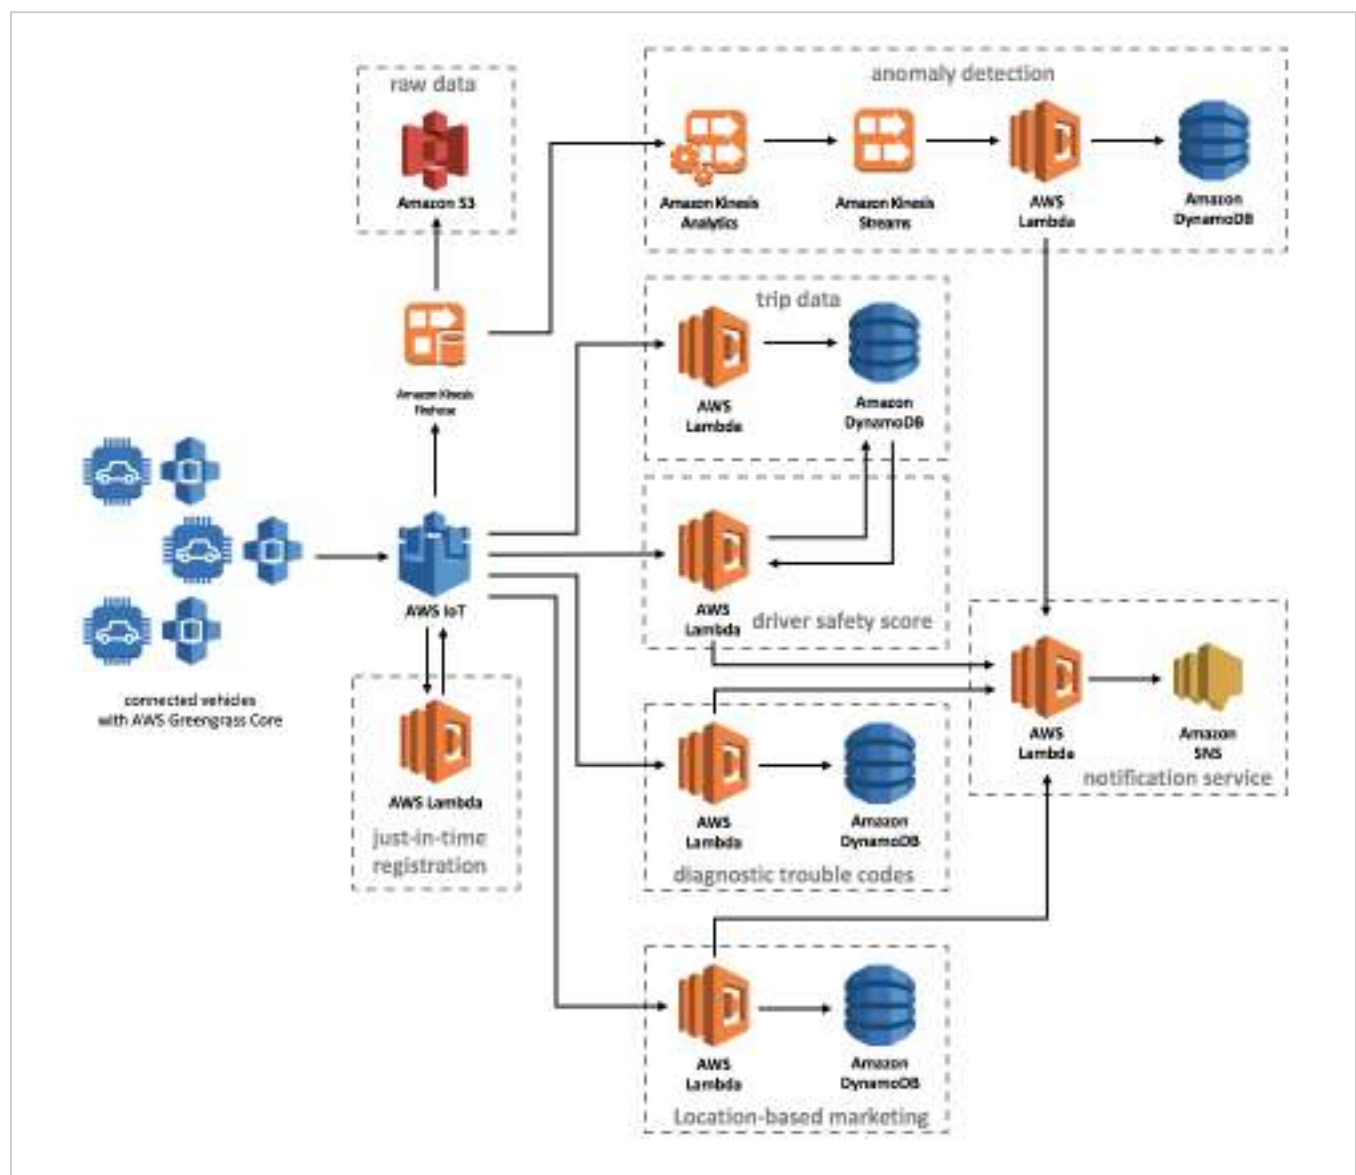 raw data
Amazon S3
anomaly detection
Amazon Kinesis
Analytics
Amazon Kinesis
Streams
AWS
Lambda
Amazon
DynamoDB
Amazon Kinesis
Firehose
trip data
AWS
Lambda
Amazon
DynamoDB
connected vehicles
with AWS Greengrass Core
AWS IoT
AWS
Lambda
driver safety score
AWS Lambda
just-in-time
registration
AWS
Lambda
Amazon
DynamoDB
diagnostic trouble codes
AWS
Lambda
Amazon
SNS
notification service
AWS
Lambda
Amazon
DynamoDB
Location-based marketing